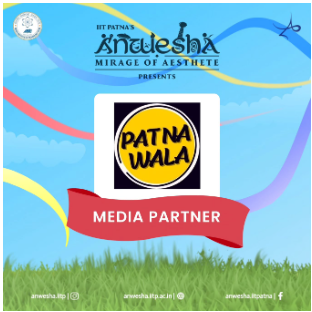 IIT PATNA'S
anwesha
MIRAGE OF AESTHETE
PRESENTS
PATNA
WALA
MEDIA PARTNER
anwesha.iitp |
anwesha.iitp.ac.in |
anwesha.iitpatna |